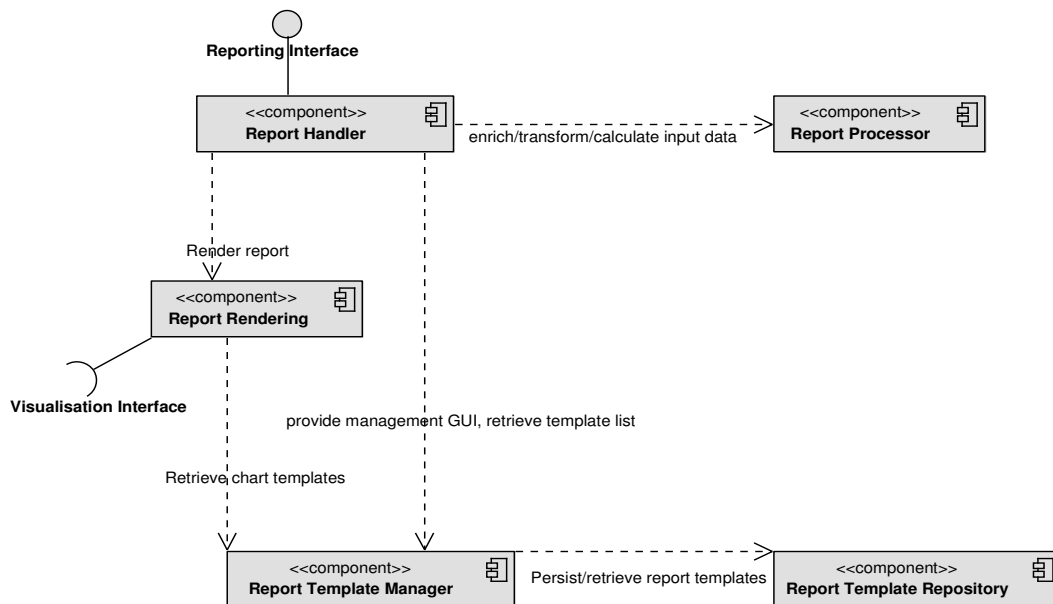 Reporting Interface
<<component>>
Report Handler
<<component>>
Report Processor
enrich/transform/calculate input data
Render report
<<component>>
Report Rendering
Visualisation Interface
provide management GUI, retrieve template list
Retrieve chart templates
<<component>>
Report Template Manager
Persist/retrieve report templates
<<component>>
Report Template Repository